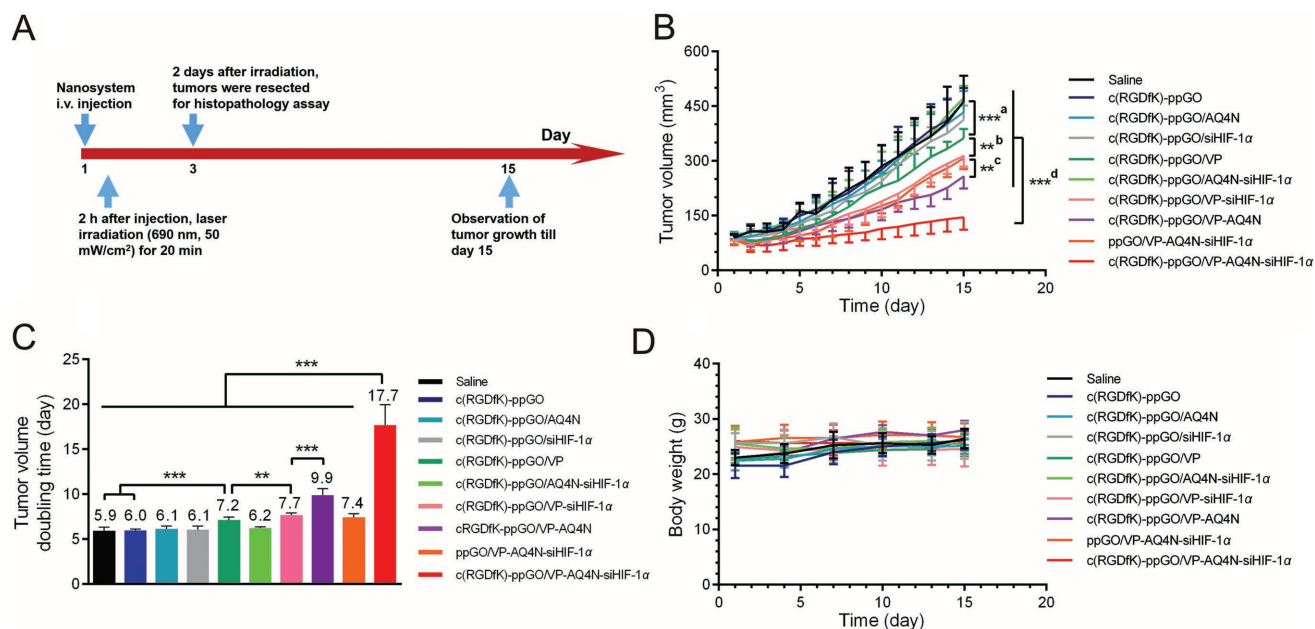 A
Nanosystem
i.v. injection
2 days after irradiation,
tumors were resected
for histopathology assay
Day
1
3
15
2 h after injection, laser
irradiation (690 nm, 50
mW/cm²) for 20 min
Observation of
tumor growth till
day 15
B
Tumor volume (mm³)
600
450
300
150
0
0
5
10
15
20
Time (day)
***a
**b
**c
***d
Saline
c(RGDfK)-ppGO
c(RGDfK)-ppGO/AQ4N
c(RGDfK)-ppGO/siHIF-1α
c(RGDfK)-ppGO/VP
c(RGDfK)-ppGO/AQ4N-siHIF-1α
c(RGDfK)-ppGO/VP-siHIF-1α
c(RGDfK)-ppGO/VP-AQ4N
ppGO/VP-AQ4N-siHIF-1α
c(RGDfK)-ppGO/VP-AQ4N-siHIF-1α
C
Tumor volume
doubling time (day)
25
20
15
10
5
0
***
***
**
***
5.9
6.0
6.1
6.1
7.2
6.2
7.7
9.9
7.4
17.7
Saline
c(RGDfK)-ppGO
c(RGDfK)-ppGO/AQ4N
c(RGDfK)-ppGO/siHIF-1α
c(RGDfK)-ppGO/VP
c(RGDfK)-ppGO/AQ4N-siHIF-1α
c(RGDfK)-ppGO/VP-siHIF-1α
cRGDfK-ppGO/VP-AQ4N
ppGO/VP-AQ4N-siHIF-1α
c(RGDfK)-ppGO/VP-AQ4N-siHIF-1α
D
Body weight (g)
40
30
20
10
0
0
5
10
15
20
Time (day)
Saline
c(RGDfK)-ppGO
c(RGDfK)-ppGO/AQ4N
c(RGDfK)-ppGO/siHIF-1α
c(RGDfK)-ppGO/VP
c(RGDfK)-ppGO/AQ4N-siHIF-1α
c(RGDfK)-ppGO/VP-siHIF-1α
c(RGDfK)-ppGO/VP-AQ4N
ppGO/VP-AQ4N-siHIF-1α
c(RGDfK)-ppGO/VP-AQ4N-siHIF-1α